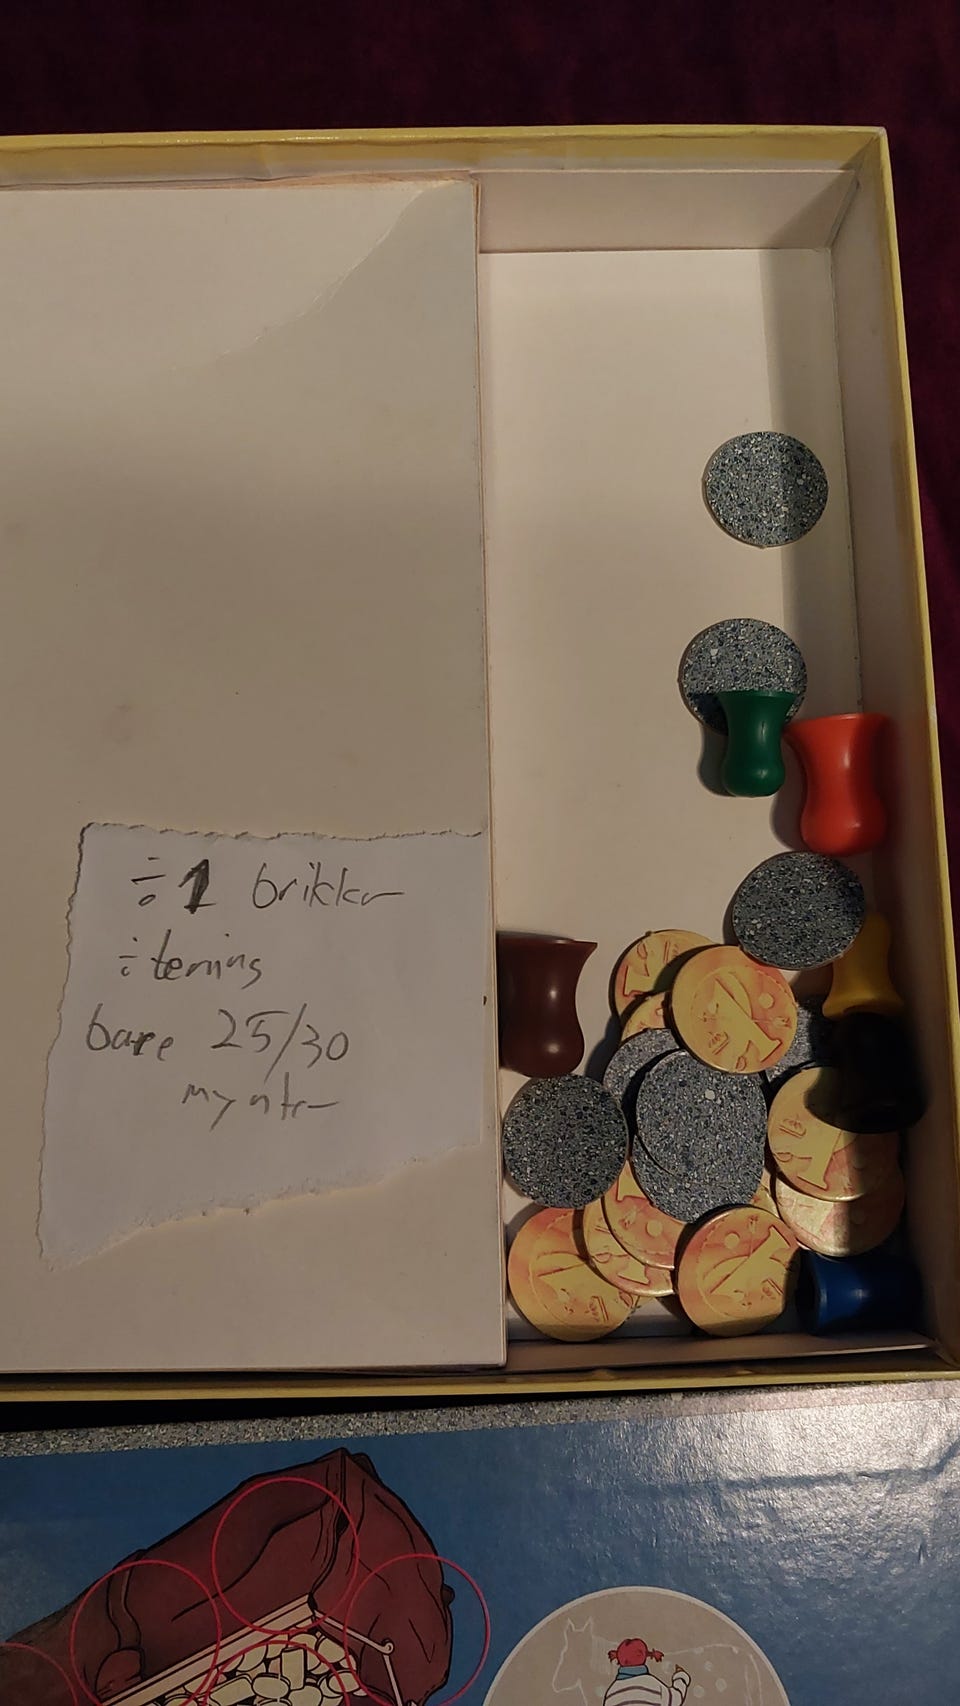 ÷ 1 brikker
÷ terning
bare 25/30
mynter